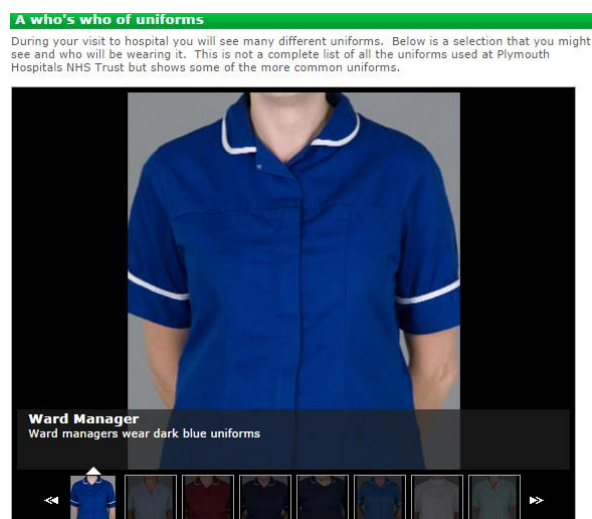 A who's who of uniforms
During your visit to hospital you will see many different uniforms. Below is a selection that you might
see and who will be wearing it. This is not a complete list of all the uniforms used at Plymouth
Hospitals NHS Trust but shows some of the more common uniforms.
Ward Manager
Ward managers wear dark blue uniforms